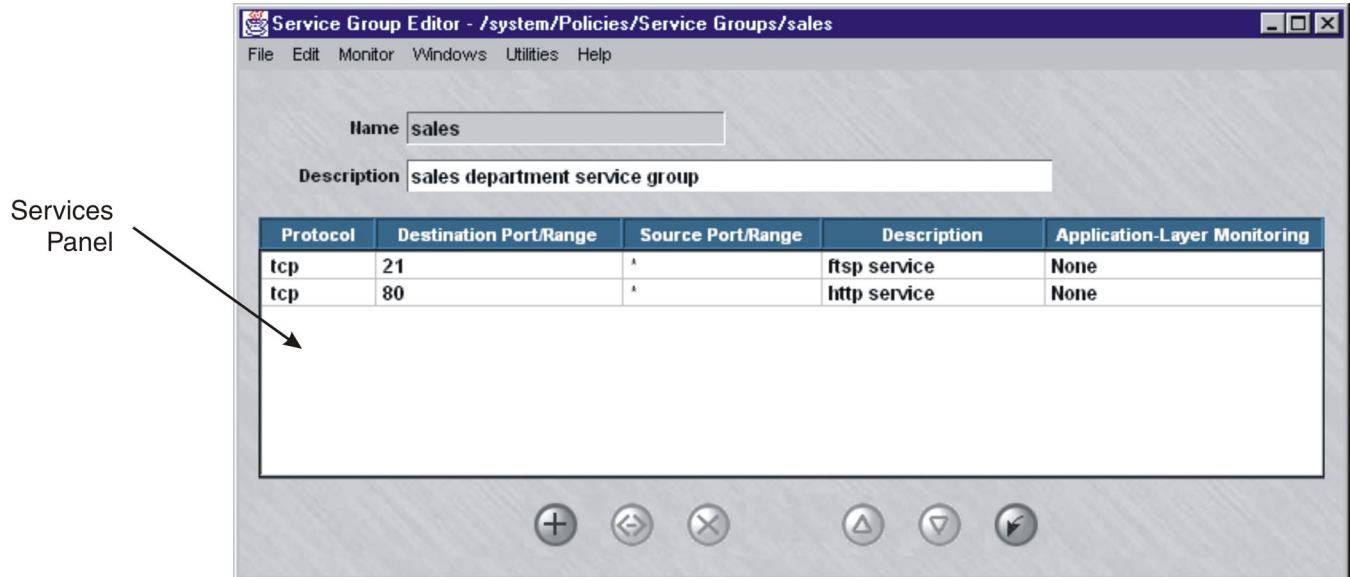 Service Group Editor - /system/Policies/Service Groups/sales
File Edit Monitor Windows Utilities Help
Name sales
Description sales department service group
Services
Panel
Protocol Destination Port/Range Source Port/Range Description Application-Layer Monitoring
tcp 21 * ftsp service None
tcp 80 * http service None